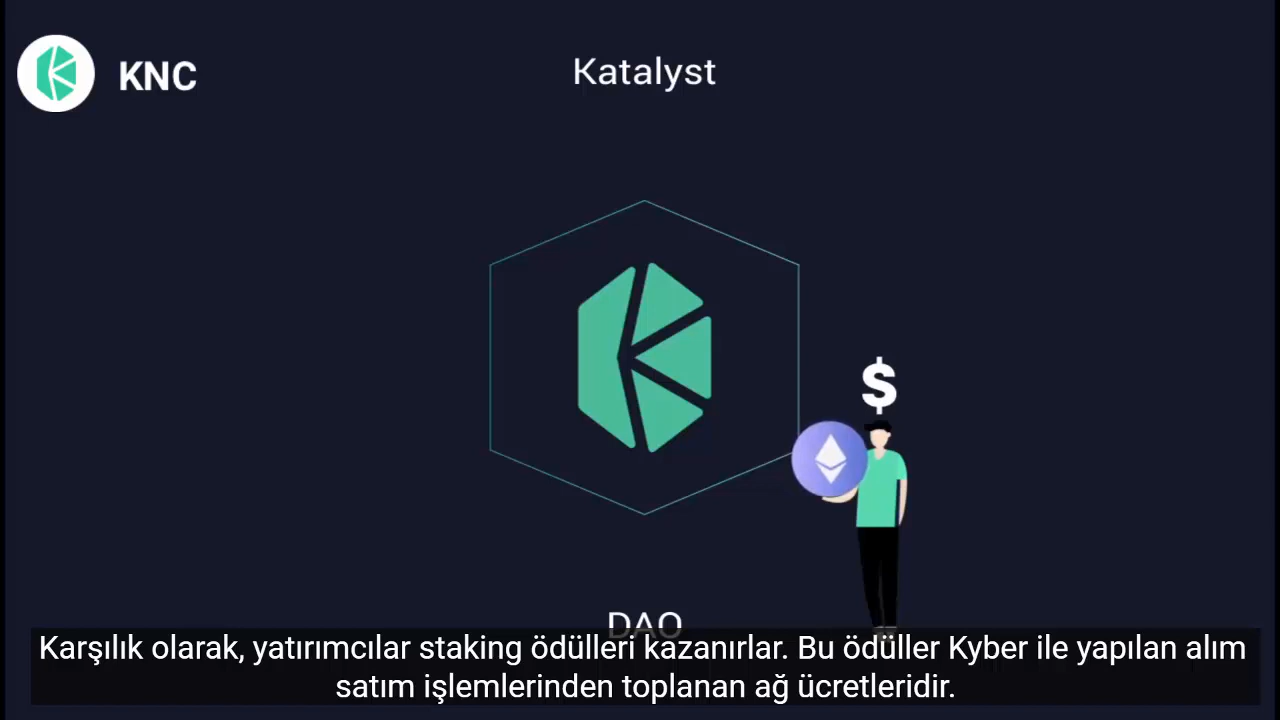 KNC
Katalyst
$
DAO
Karşılık olarak, yatırımcılar staking ödülleri kazanırlar. Bu ödüller Kyber ile yapılan alım
satım işlemlerinden toplanan ağ ücretleridir.